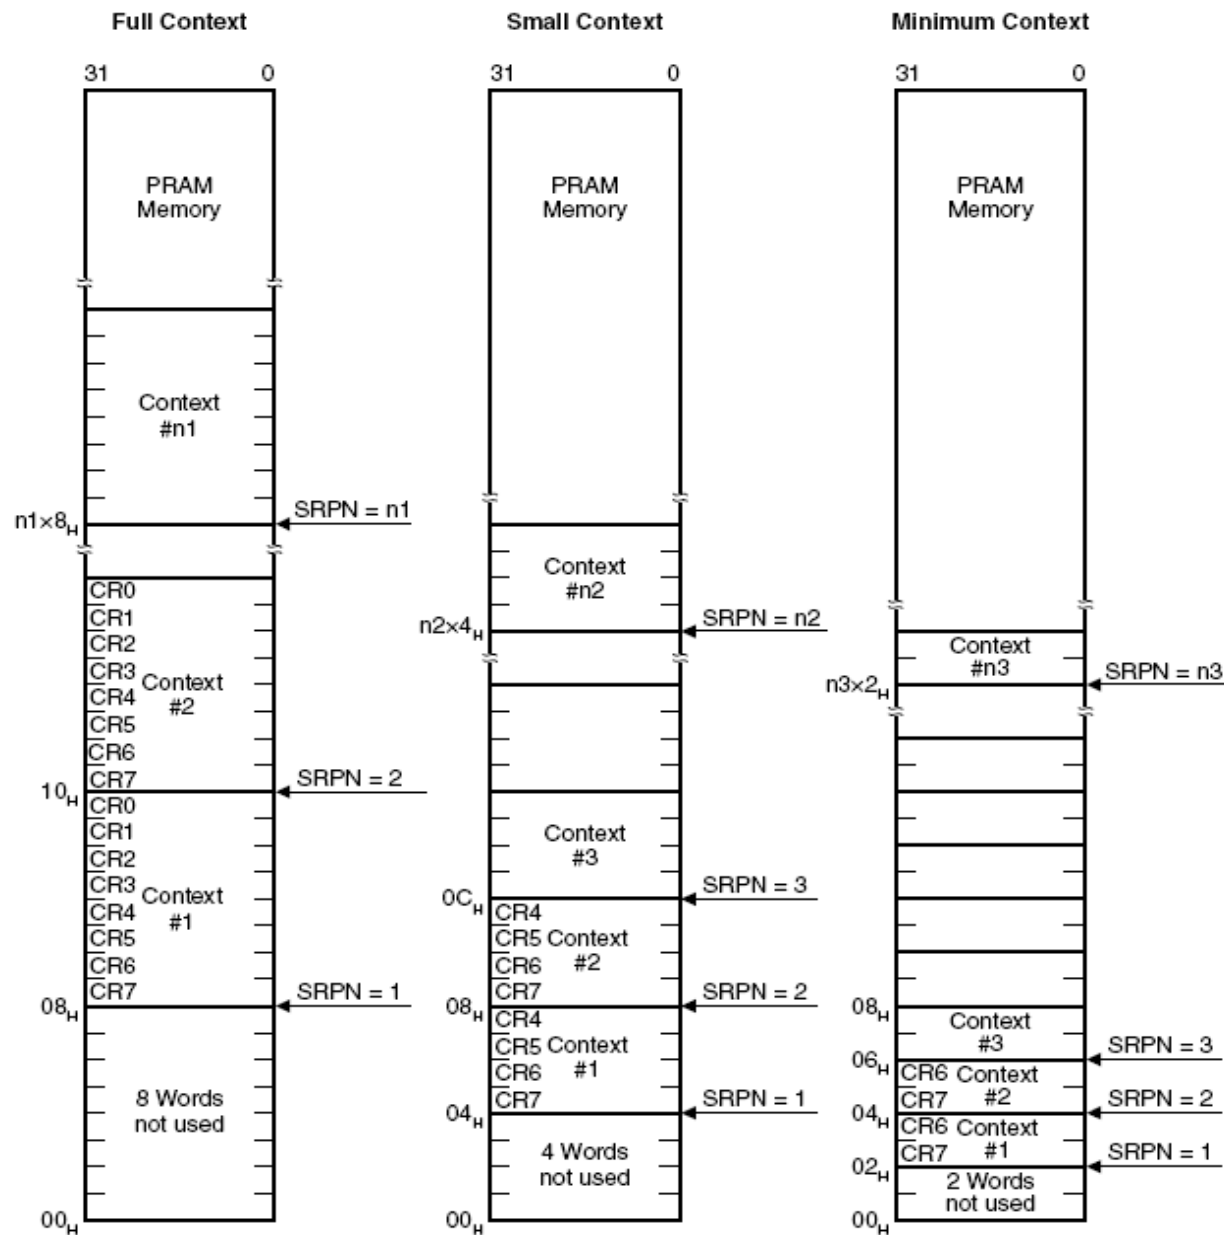 Full Context
31 0
PRAM
Memory
Context
#n1
n1×8H
SRPN = n1
CR0
CR1
CR2
CR3
CR4
CR5
CR6
CR7
Context
#2
10H
SRPN = 2
CR0
CR1
CR2
CR3
CR4
CR5
CR6
CR7
Context
#1
08H
SRPN = 1
8 Words
not used
00H
Small Context
31 0
PRAM
Memory
Context
#n2
n2×4H
SRPN = n2
Context
#3
0CH
SRPN = 3
CR4
CR5
CR6
CR7
Context
#2
08H
SRPN = 2
CR4
CR5
CR6
CR7
Context
#1
04H
SRPN = 1
4 Words
not used
00H
Minimum Context
31 0
PRAM
Memory
Context
#n3
n3×2H
SRPN = n3
08H
Context
#3
06H
SRPN = 3
CR6
CR7
Context
#2
04H
SRPN = 2
CR6
CR7
Context
#1
02H
SRPN = 1
2 Words
not used
00H